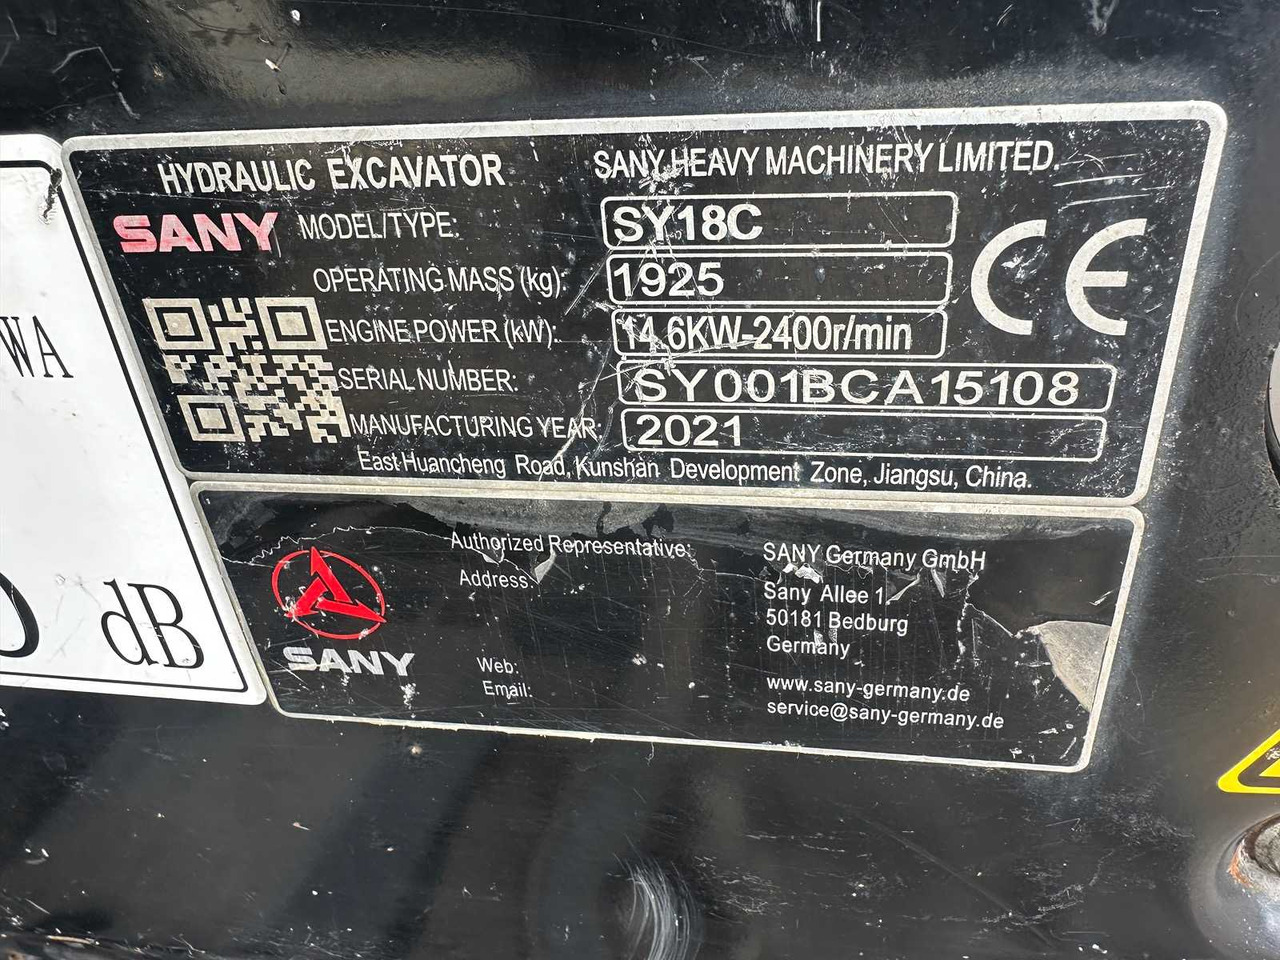 HYDRAULIC EXCAVATOR SANY HEAVY MACHINERY LIMITED.
SANY MODEL/TYPE: SY18C
OPERATING MASS (kg): 1925
ENGINE POWER (kW): 14.6KW-2400r/min
SERIAL NUMBER: SY001BCA15108
MANUFACTURING YEAR: 2021
East Huancheng Road, Kunshan Development Zone, Jiangsu, China.
CE
WA
dB
Authorized Representative: SANY Germany GmbH
Address: Sany Allee 1,
50181 Bedburg
Germany
SANY
Web: www.sany-germany.de
Email: service@sany-germany.de